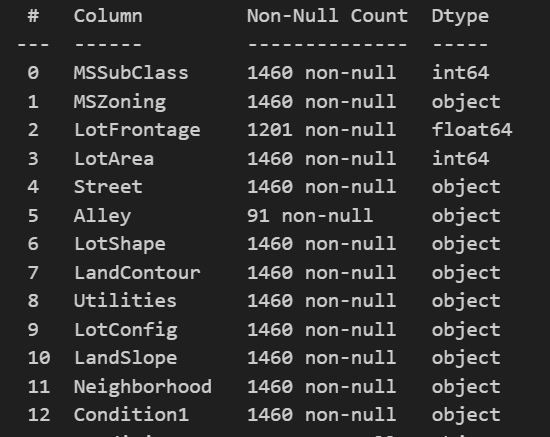 #   Column        Non-Null Count  Dtype
---  ------        --------------  -----
0   MSSubClass    1460 non-null   int64
1   MSZoning      1460 non-null   object
2   LotFrontage   1201 non-null   float64
3   LotArea       1460 non-null   int64
4   Street        1460 non-null   object
5   Alley         91 non-null     object
6   LotShape      1460 non-null   object
7   LandContour   1460 non-null   object
8   Utilities     1460 non-null   object
9   LotConfig     1460 non-null   object
10  LandSlope     1460 non-null   object
11  Neighborhood  1460 non-null   object
12  Condition1    1460 non-null   object